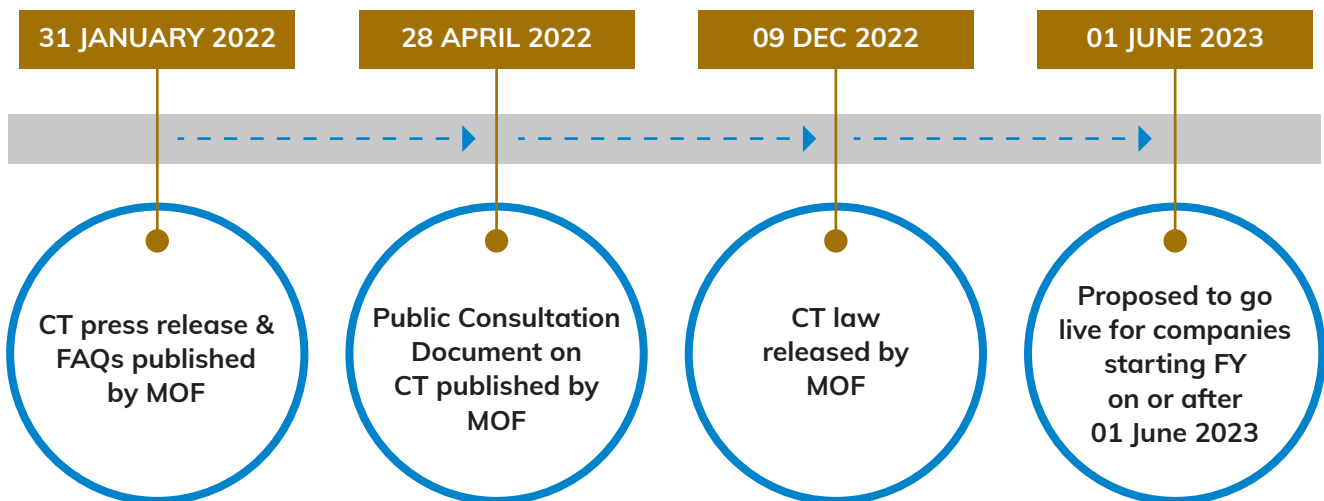 31 JANUARY 2022
28 APRIL 2022
09 DEC 2022
01 JUNE 2023
CT press release &
FAQs published
by MOF
Public Consultation
Document on
CT published by
MOF
CT law
released by
MOF
Proposed to go
live for companies
starting FY
on or after
01 June 2023